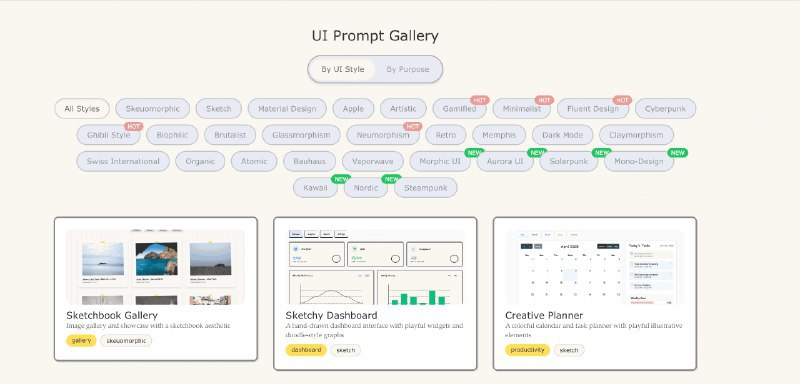 UI Prompt Gallery
By UI Style By Purpose
All Styles Skeuomorphic Sketch Material Design Apple Artistic Gamified HOT Minimalist HOT Fluent Design HOT Cyberpunk
Ghibli Style HOT Biophilic Brutalist Glassmorphism Neumorphism HOT Retro Memphis Dark Mode Claymorphism
Swiss International Organic Atomic Bauhaus Vaporwave Morphic UI NEW Aurora UI NEW Solarpunk NEW Mono-Design NEW
Kawaii NEW Nordic NEW Steampunk
April 2025
Today's Tasks
Sketchbook Gallery
Image gallery and showcase with a sketchbook aesthetic
gallery skeuomorphic
Sketchy Dashboard
A hand-drawn dashboard interface with playful widgets and
doodle-style graphs
dashboard sketch
Creative Planner
A colorful calendar and task planner with playful illustrative
elements
productivity sketch